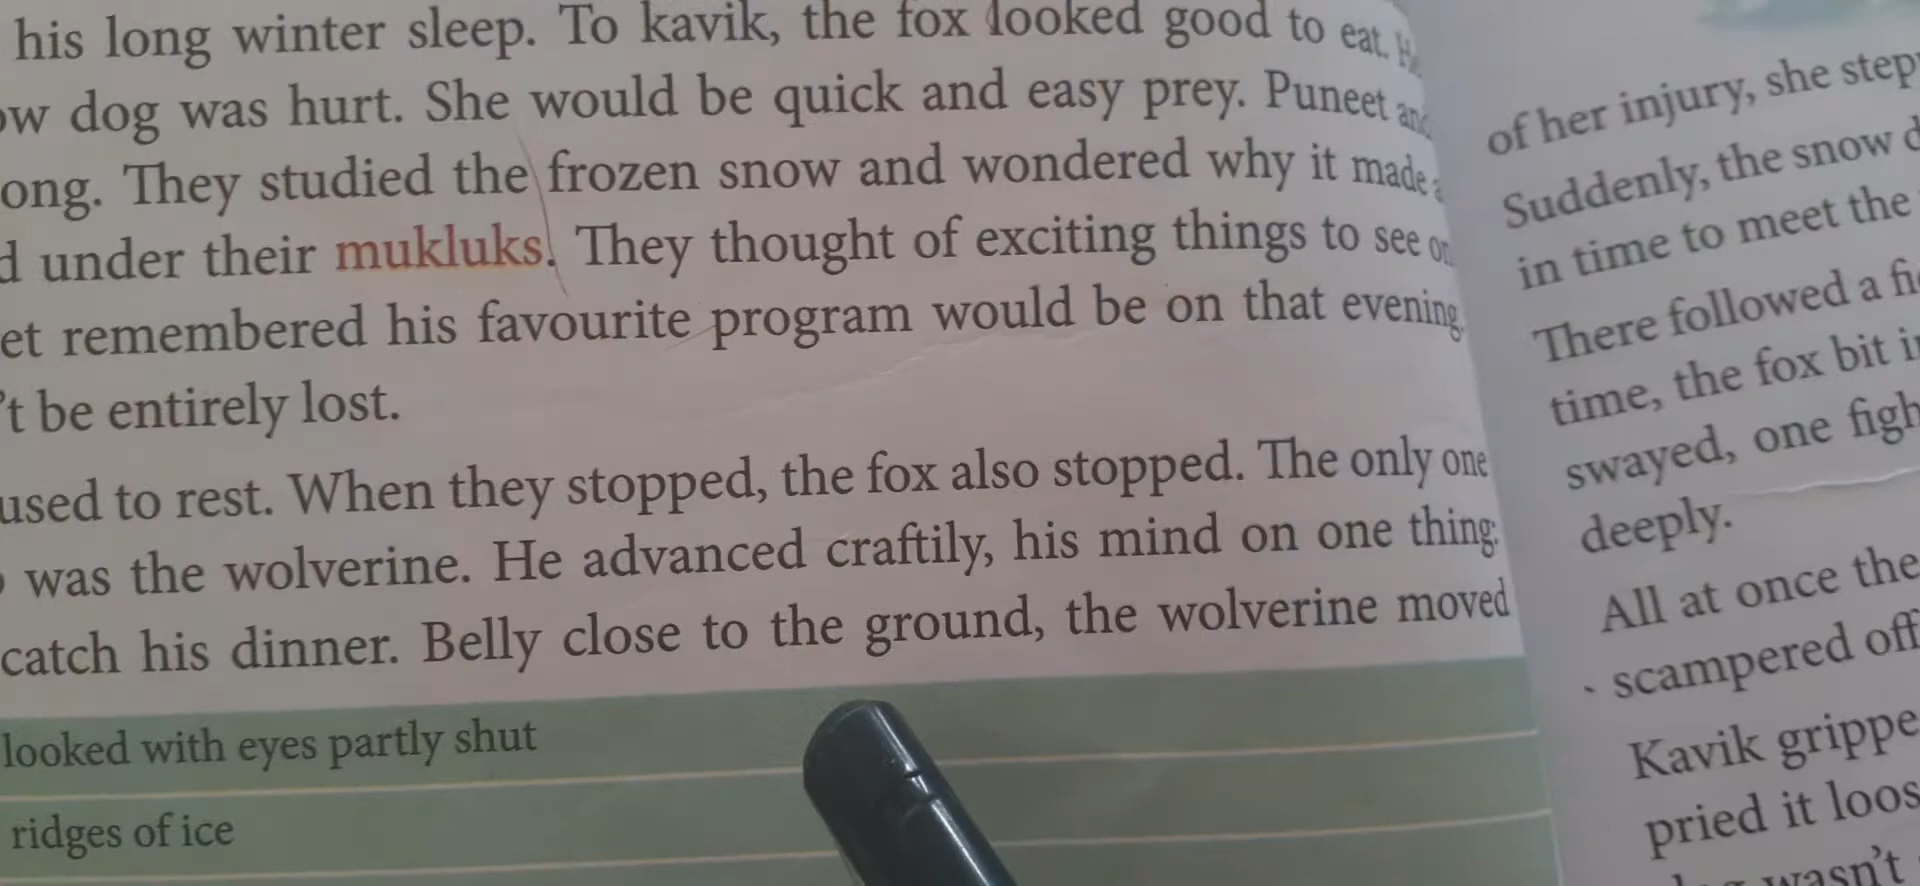 his long winter sleep. To kavik, the fox looked good to eat.
dog was hurt. She would be quick and easy prey. Puneet and
ong. They studied the frozen snow and wondered why it made
under their mukluks. They thought of exciting things to see on
et remembered his favourite program would be on that evening.
't be entirely lost.
used to rest. When they stopped, the fox also stopped. The only one
was the wolverine. He advanced craftily, his mind on one thing:
catch his dinner. Belly close to the ground, the wolverine moved
looked with eyes partly shut
ridges of ice
of her injury, she step
Suddenly, the snow d
in time to meet the
There followed a fi
time, the fox bit i
swayed, one figh
deeply.
All at once the
scampered off
Kavik grippe
pried it loos
wasn't